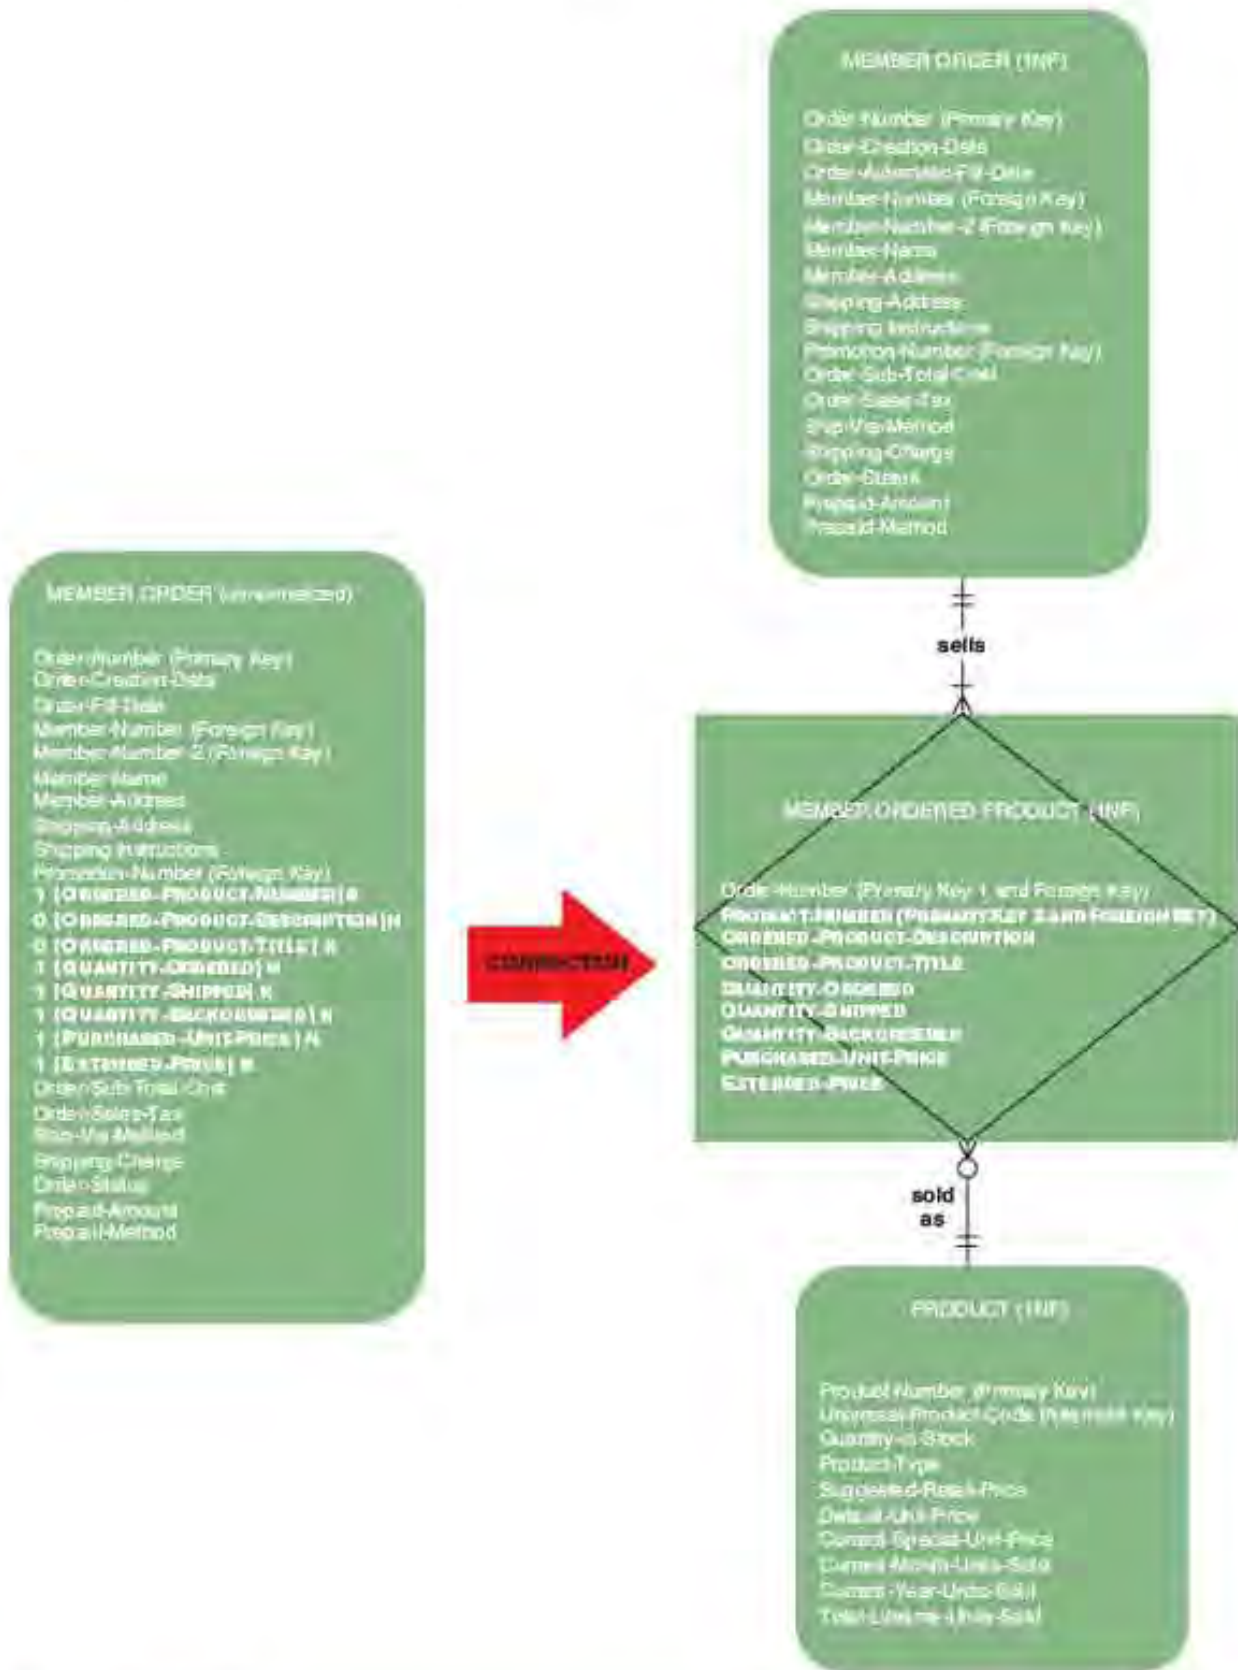 MEMBER ORDER (unnormalized)
Order-Number (Primary Key)
Order-Creation-Date
Order-Fill-Date
Member-Number (Foreign Key)
Member-Number-2 (Foreign Key)
Member-Name
Member-Address
Shipping-Address
Shipping Instructions
Promotion-Number (Foreign Key)
1 {ORDERED-PRODUCT-NUMBER} N
0 {ORDERED-PRODUCT-DESCRIPTION} N
0 {ORDERED-PRODUCT-TITLE} N
1 {QUANTITY-ORDERED} N
1 {QUANTITY-SHIPPED} N
1 {QUANTITY-BACKORDERED} N
1 {PURCHASED-UNIT-PRICE} N
1 {EXTENDED-PRICE} N
Order-Sub-Total-Cost
Order-Sales-Tax
Ship-Via-Method
Shipping-Charge
Order-Status
Prepaid-Amount
Prepaid-Method
CORRECTION
MEMBER ORDER (1NF)
Order-Number (Primary Key)
Order-Creation-Date
Order-Automatic-Fill-Date
Member-Number (Foreign Key)
Member-Number-2 (Foreign Key)
Member-Name
Member-Address
Shipping-Address
Shipping Instructions
Promotion-Number (Foreign Key)
Order-Sub-Total-Cost
Order-Sales-Tax
Ship-Via-Method
Shipping-Charge
Order-Status
Prepaid-Amount
Prepaid-Method
sells
MEMBER ORDERED PRODUCT (1NF)
Order-Number (Primary Key 1 and Foreign Key)
PRODUCT-NUMBER (PRIMARY KEY 2 AND FOREIGN KEY)
ORDERED-PRODUCT-DESCRIPTION
ORDERED-PRODUCT-TITLE
QUANTITY-ORDERED
QUANTITY-SHIPPED
QUANTITY-BACKORDERED
PURCHASED-UNIT-PRICE
EXTENDED-PRICE
sold
as
PRODUCT (1NF)
Product-Number (Primary Key)
Universal-Product-Code (Alternate Key)
Quantity-in-Stock
Product-Type
Suggested-Retail-Price
Default-Unit-Price
Current-Special-Unit-Price
Current-Month-Units-Sold
Current-Year-Units-Sold
Total-Lifetime-Units-Sold